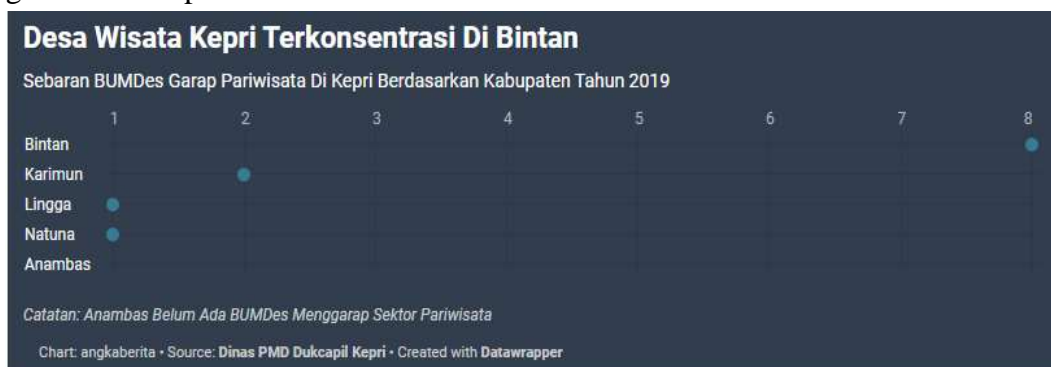 Desa Wisata Kepri Terkonsentrasi Di Bintan
Sebaran BUMDes Garap Pariwisata Di Kepri Berdasarkan Kabupaten Tahun 2019
1 2 3 4 5 6 7 8
Bintan
Karimun
Lingga
Natuna
Anambas
Catatan: Anambas Belum Ada BUMDes Menggarap Sektor Pariwisata
Chart: angkaberita • Source: Dinas PMD Dukcapil Kepri • Created with Datawrapper